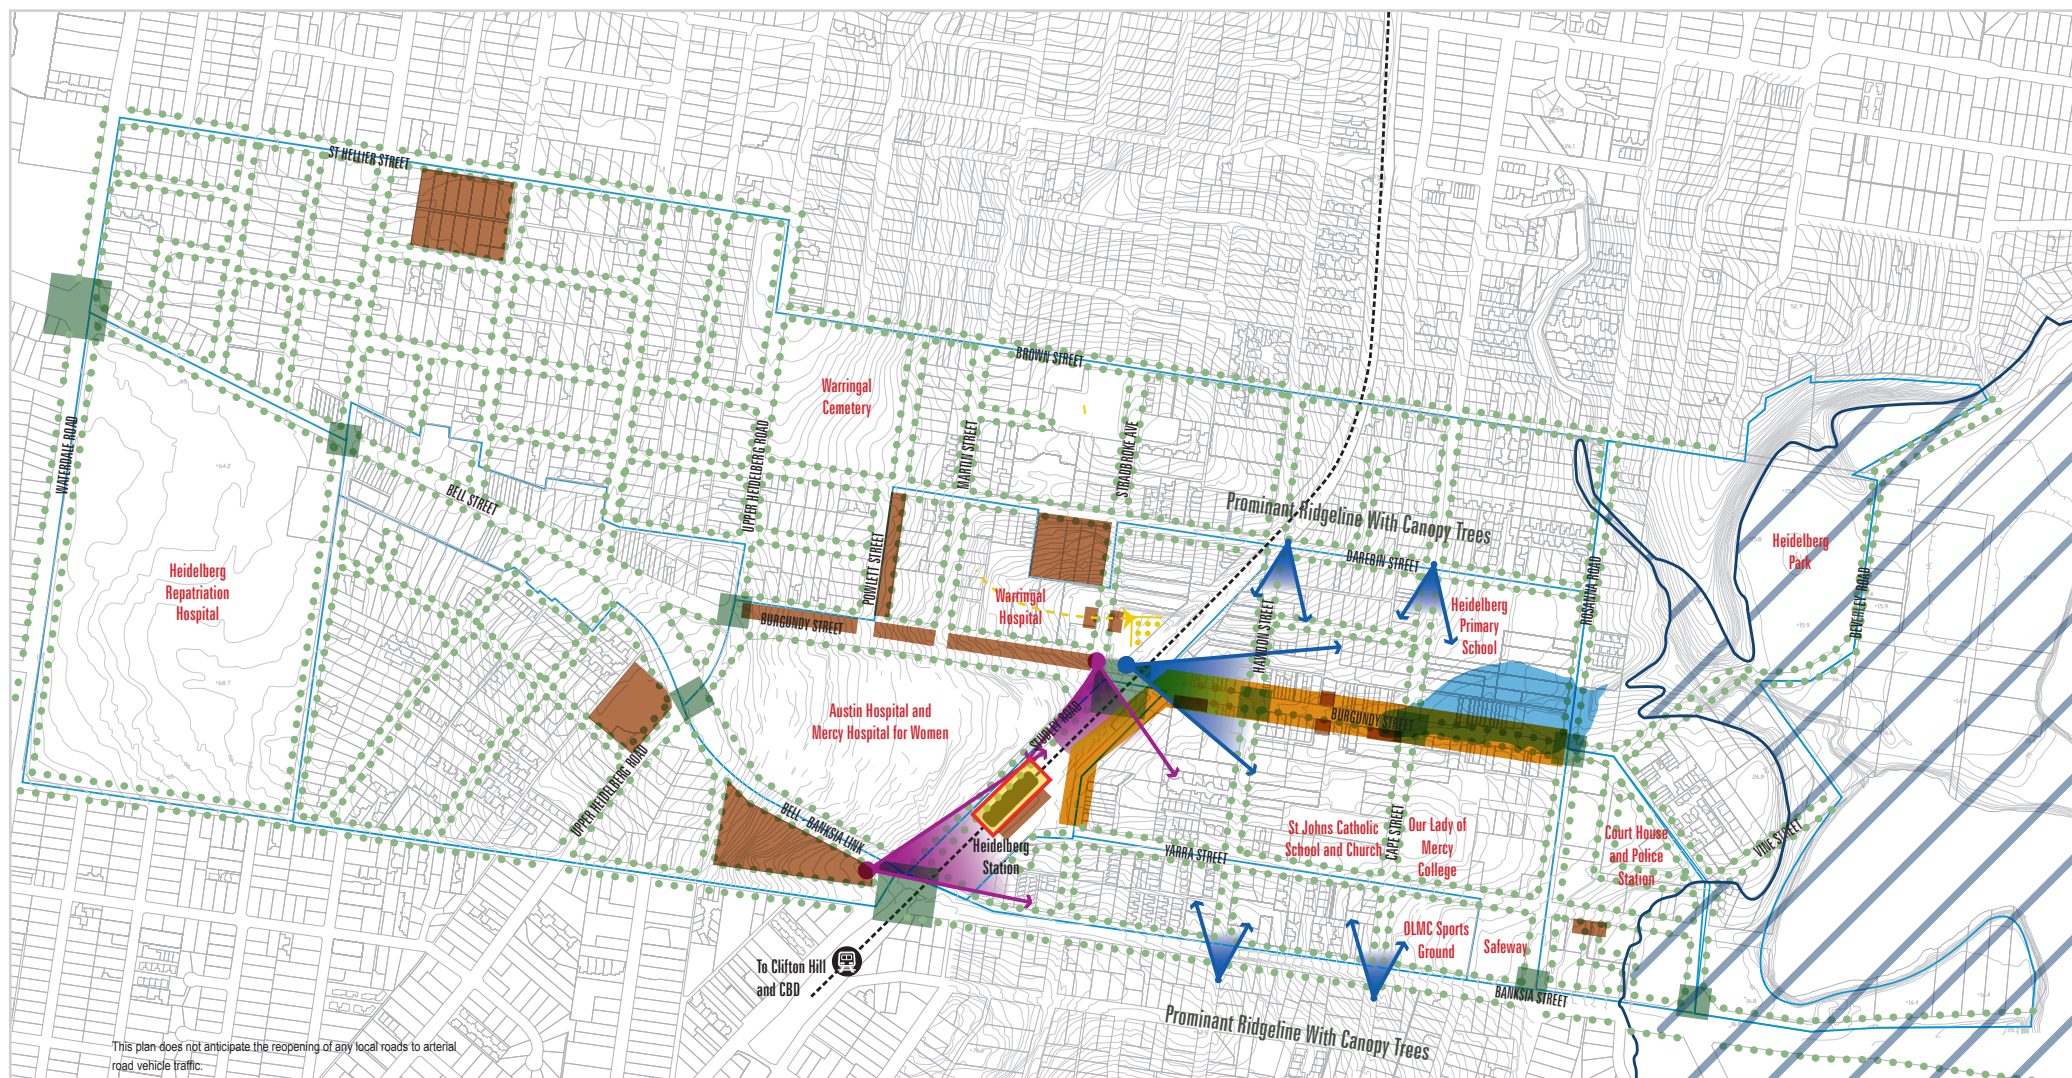 ST HELLIER STREET
BROWN STREET
Warringal
Cemetery
WATERDALE ROAD
BELL STREET
UPPER HEIDELBERG ROAD
MARTIN STREET
STRADBROKE AVE
Prominant Ridgeline With Canopy Trees
DAREBIN STREET
Heidelberg
Park
Heidelberg
Repatriation
Hospital
POWLETT STREET
BURGUNDY STREET
Warringal
Hospital
HAWDON STREET
Heidelberg
Primary
School
ROSANNA ROAD
BEVERLEY ROAD
Austin Hospital and
Mercy Hospital for Women
STUDLEY ROAD
BURGUNDY STREET
UPPER HEIDELBERG ROAD
BELL - BANKSIA LINK
Heidelberg
Station
YARRA STREET
St Johns Catholic
School and Church
CAPE STREET
Our Lady of
Mercy
College
Court House
and Police
Station
VINE STREET
OLMC Sports
Ground
Safeway
To Clifton Hill
and CBD
BANKSIA STREET
Prominant Ridgeline With Canopy Trees
This plan does not anticipate the reopening of any local roads to arterial
road vehicle traffic.